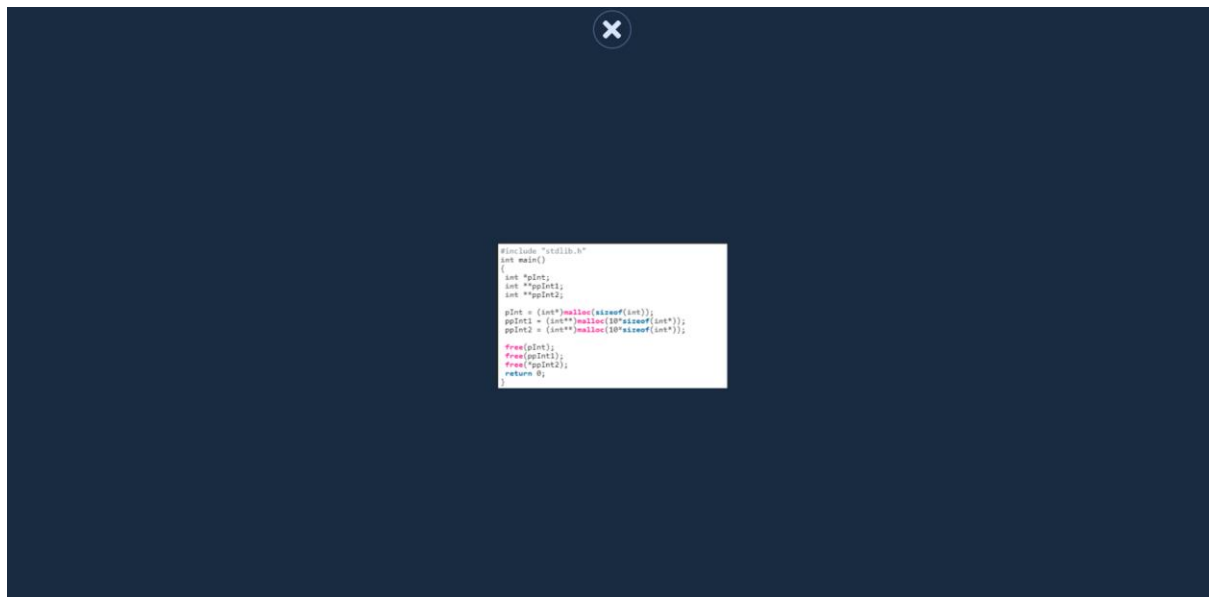 #include "stdlib.h"
int main()
{
int *pInt;
int **ppInt1;
int **ppInt2;
pInt = (int*)malloc(sizeof(int));
ppInt1 = (int**)malloc(10*sizeof(int*));
ppInt2 = (int**)malloc(10*sizeof(int*));
free(pInt);
free(ppInt1);
free(*ppInt2);
return 0;
}